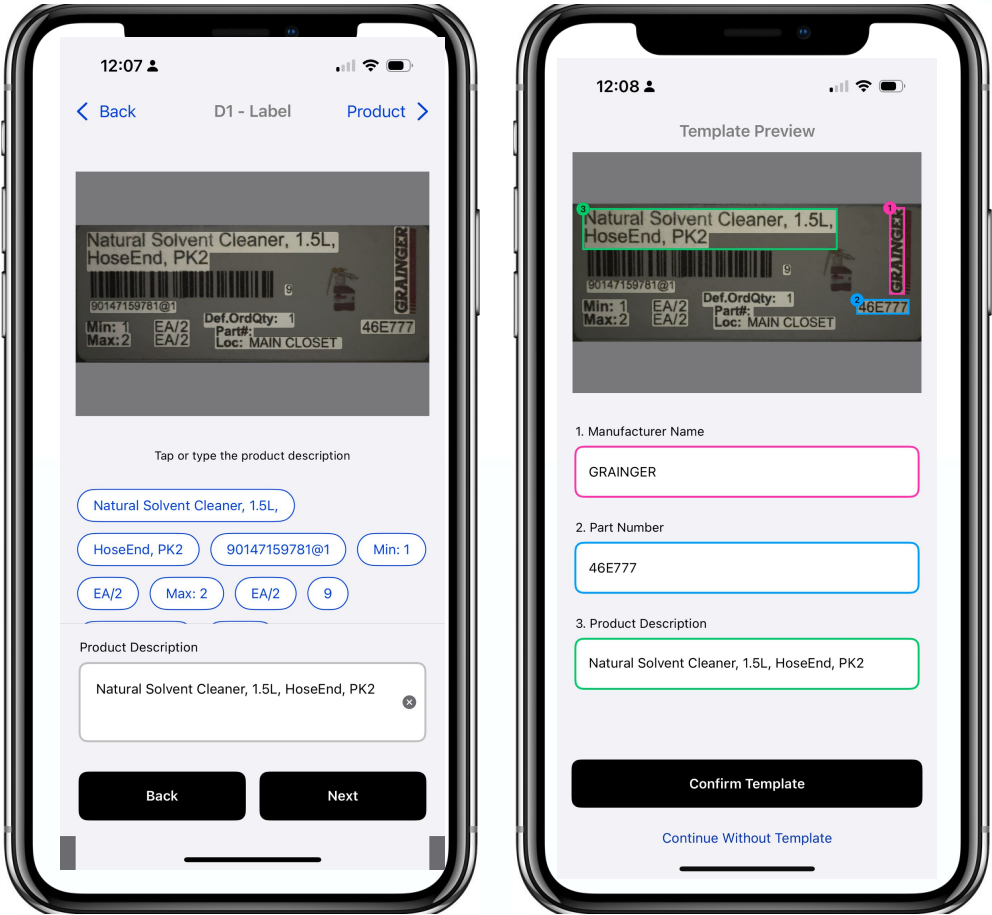 12:07
Back
D1 - Label
Product
Natural Solvent Cleaner, 1.5L,
HoseEnd, PK2
GRAINGER
9
90147159781@1
Def.OrdQty: 1
Min: 1
EA/2
Part#:
46E777
Max:2
EA/2
Loc: MAIN CLOSET
Tap or type the product description
Natural Solvent Cleaner, 1.5L,
HoseEnd, PK2
90147159781@1
Min: 1
EA/2
Max: 2
EA/2
9
Product Description
Natural Solvent Cleaner, 1.5L, HoseEnd, PK2
Back
Next
12:08
Template Preview
3
1
Natural Solvent Cleaner, 1.5L,
HoseEnd, PK2
GRAINGER
9
90147159781@1
2
Def.OrdQty: 1
Min: 1
EA/2
Part#:
46E777
Max:2
EA/2
Loc: MAIN CLOSET
1. Manufacturer Name
GRAINGER
2. Part Number
46E777
3. Product Description
Natural Solvent Cleaner, 1.5L, HoseEnd, PK2
Confirm Template
Continue Without Template